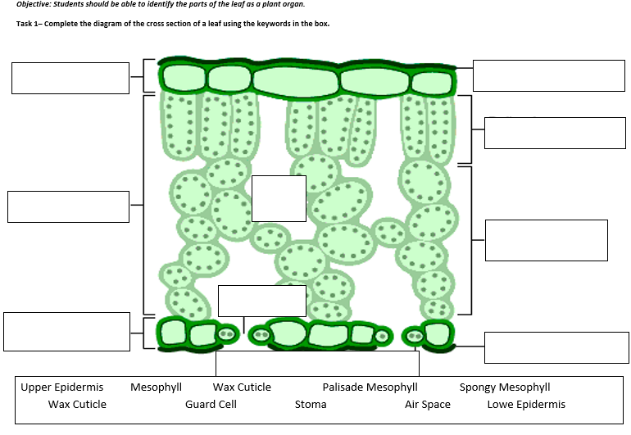 Objective: Students should be able to identify the parts of the leaf as a plant organ.
Task 1– Complete the diagram of the cross section of a leaf using the keywords in the box.
Upper Epidermis Mesophyll Wax Cuticle Palisade Mesophyll Spongy Mesophyll
Wax Cuticle Guard Cell Stoma Air Space Lowe Epidermis